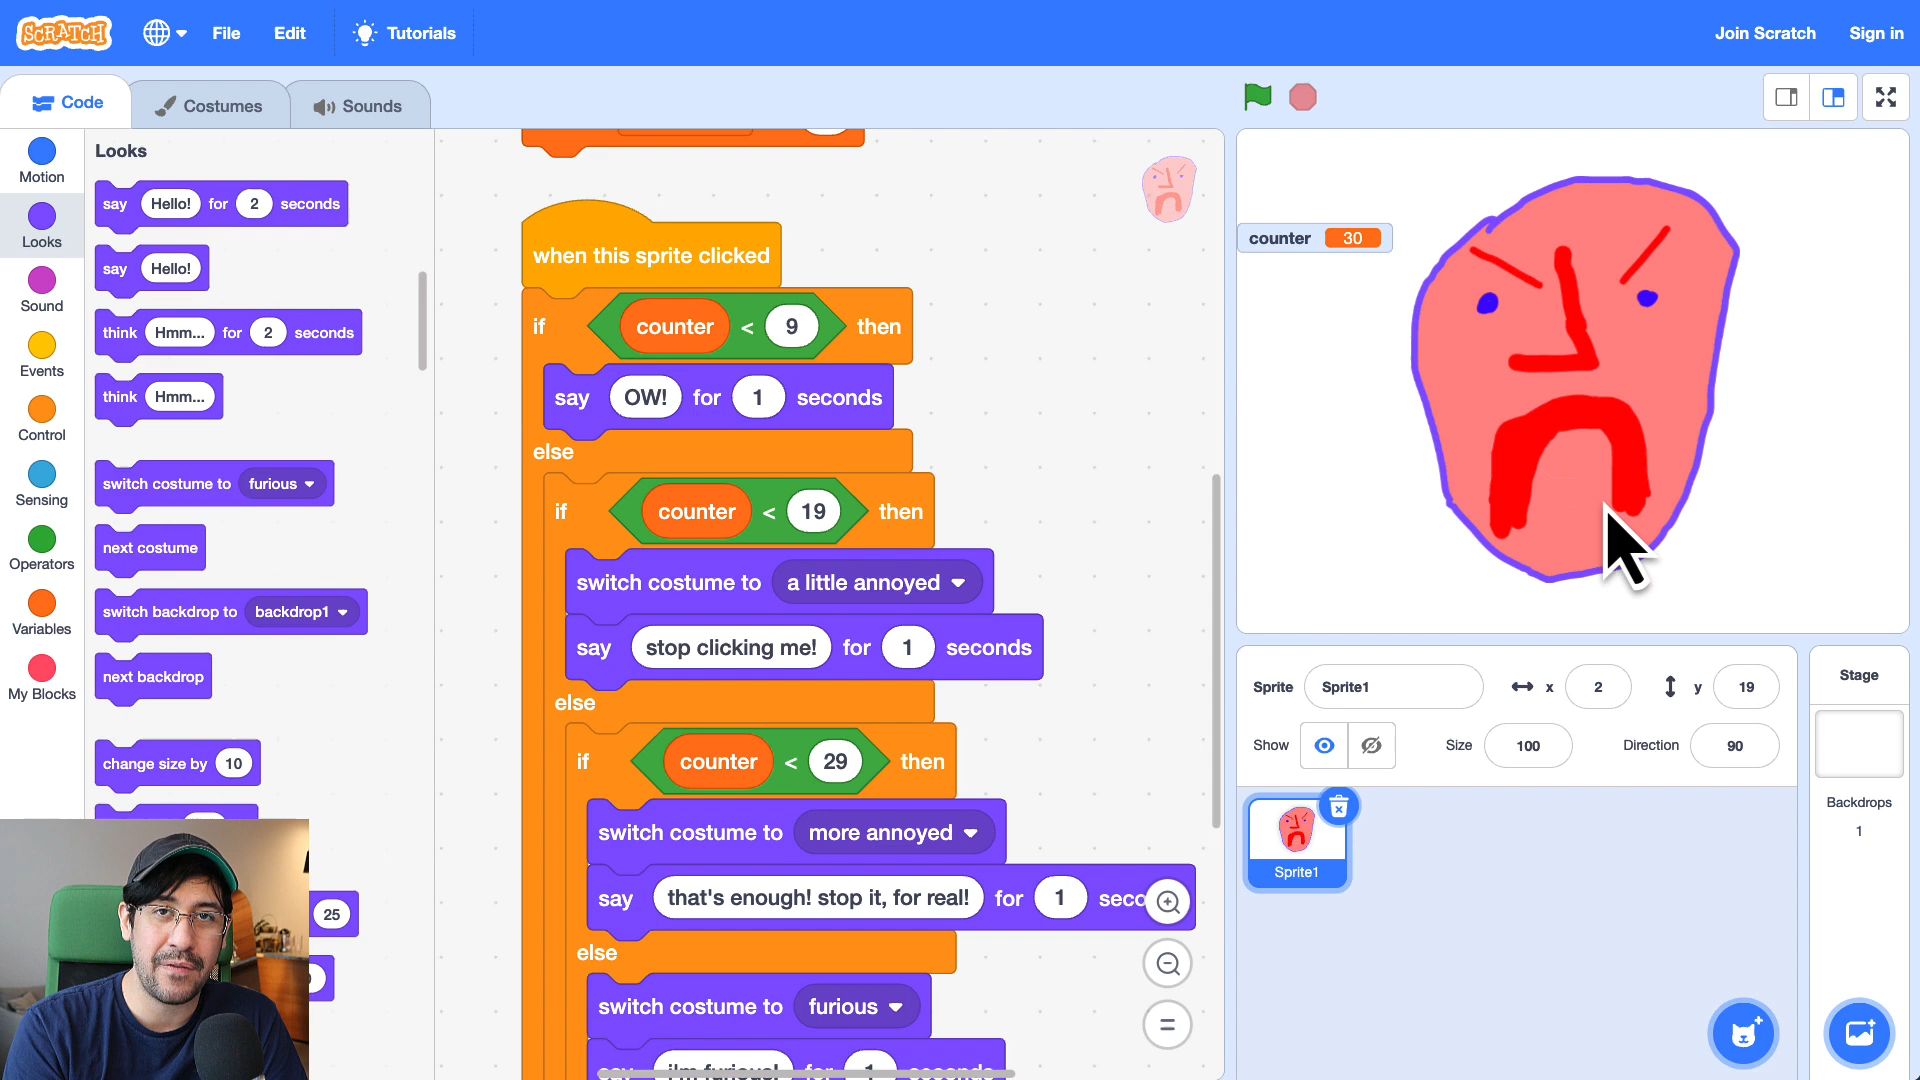 SCRATCH File Edit Tutorials Join Scratch Sign in
Code Costumes Sounds
Motion
Looks
Sound
Events
Control
Sensing
Operators
Variables
My Blocks
Looks
say Hello! for 2 seconds
say Hello!
think Hmm... for 2 seconds
think Hmm...
switch costume to furious
next costume
switch backdrop to backdrop1
next backdrop
change size by 10
25
when this sprite clicked
if counter < 9 then
say OW! for 1 seconds
else
if counter < 19 then
switch costume to a little annoyed
say stop clicking me! for 1 seconds
else
if counter < 29 then
switch costume to more annoyed
say that's enough! stop it, for real! for 1 seco
else
switch costume to furious
say i'm furious! for 1 seconds
counter 30
Sprite Sprite1 x 2 y 19
Show Size 100 Direction 90
Sprite1
Stage
Backdrops
1